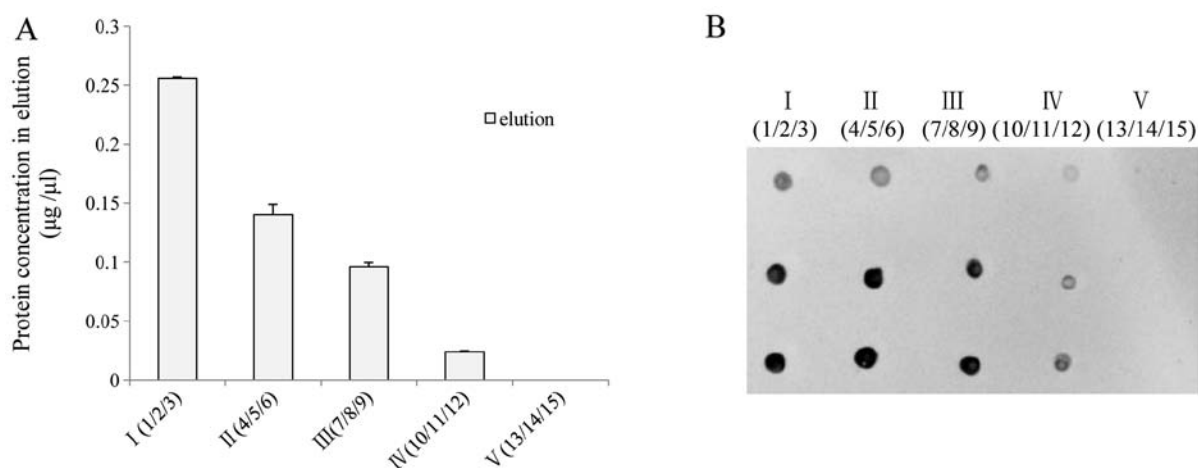 A
Protein concentration in elution
(μg /μl)
0.3
0.25
0.2
0.15
0.1
0.05
0
elution
I (1/2/3)
II (4/5/6)
III(7/8/9)
IV(10/11/12)
V (13/14/15)
B
I II III IV V
(1/2/3) (4/5/6) (7/8/9) (10/11/12) (13/14/15)